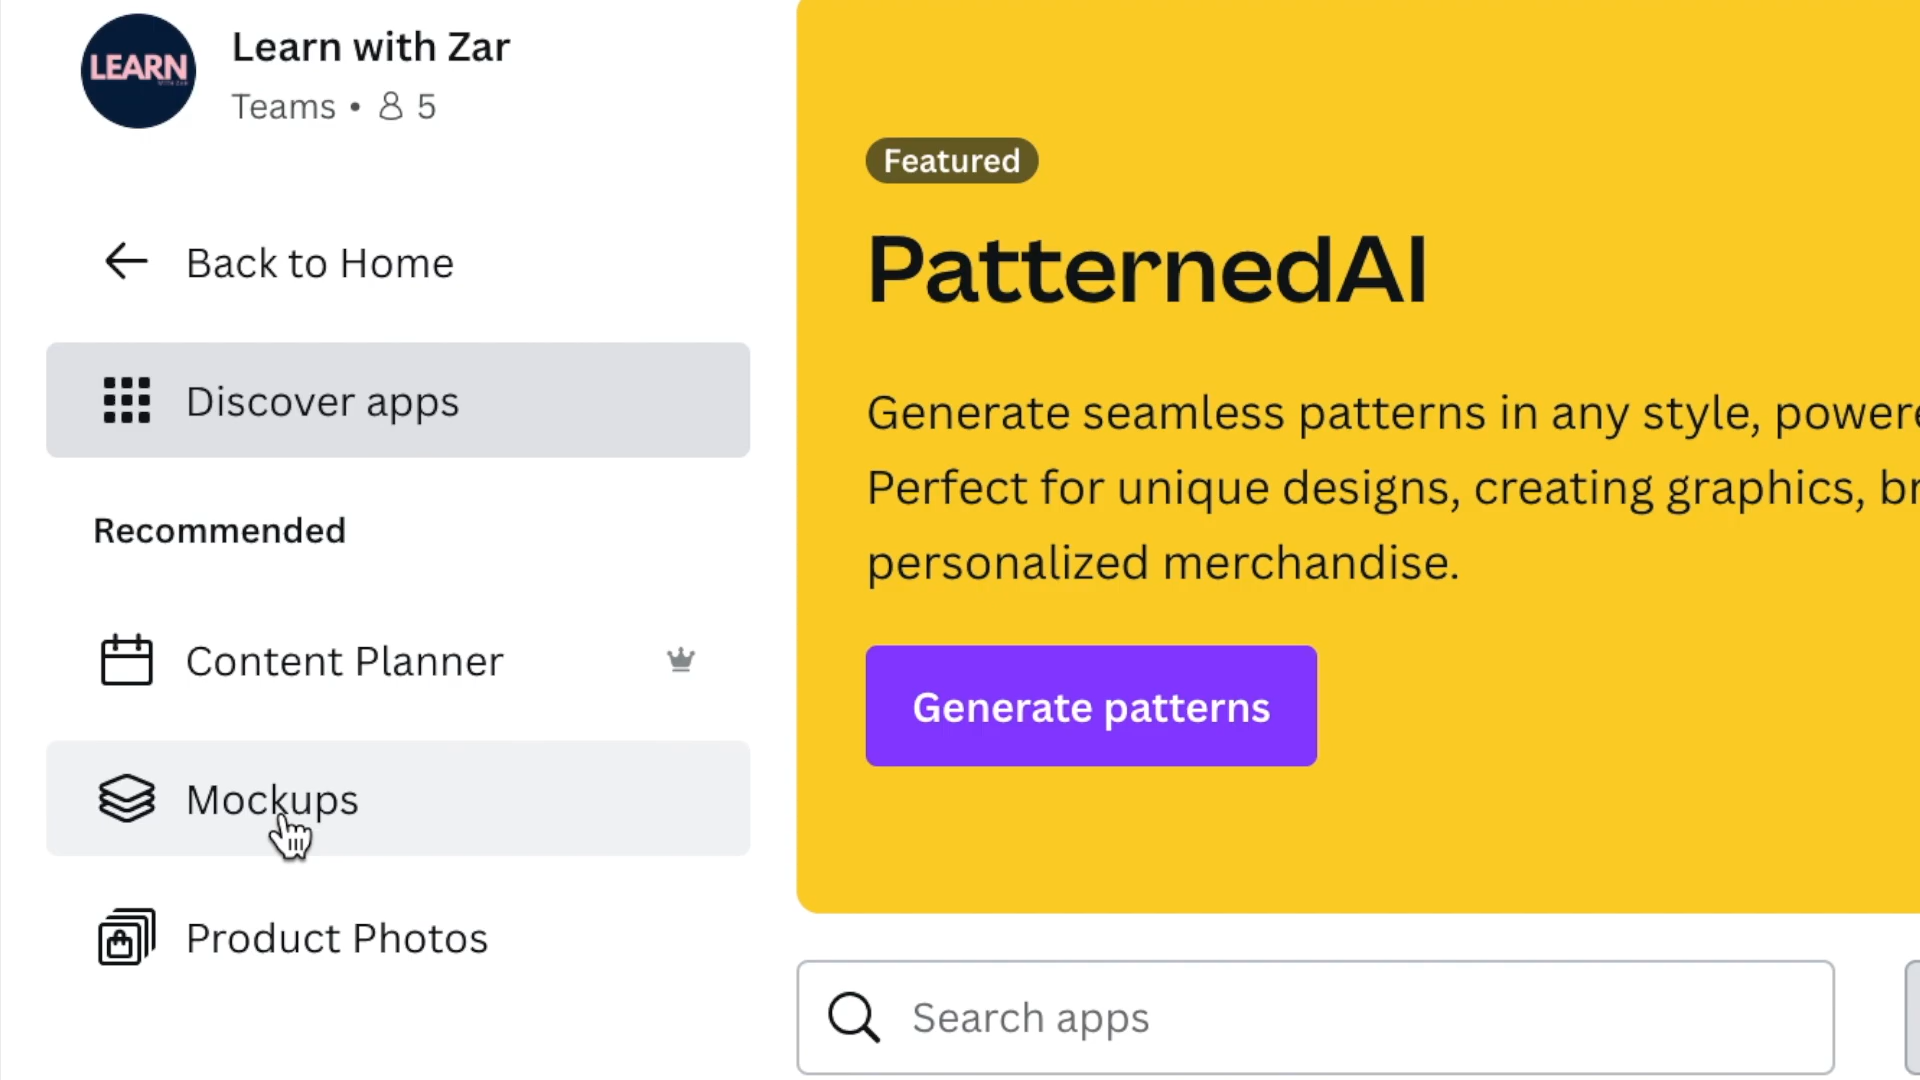 LEARN
Learn with Zar
Teams • 5
Back to Home
Discover apps
Recommended
Content Planner
Mockups
Product Photos
Featured
PatternedAI
Generate seamless patterns in any style, powere
Perfect for unique designs, creating graphics, br
personalized merchandise.
Generate patterns
Search apps